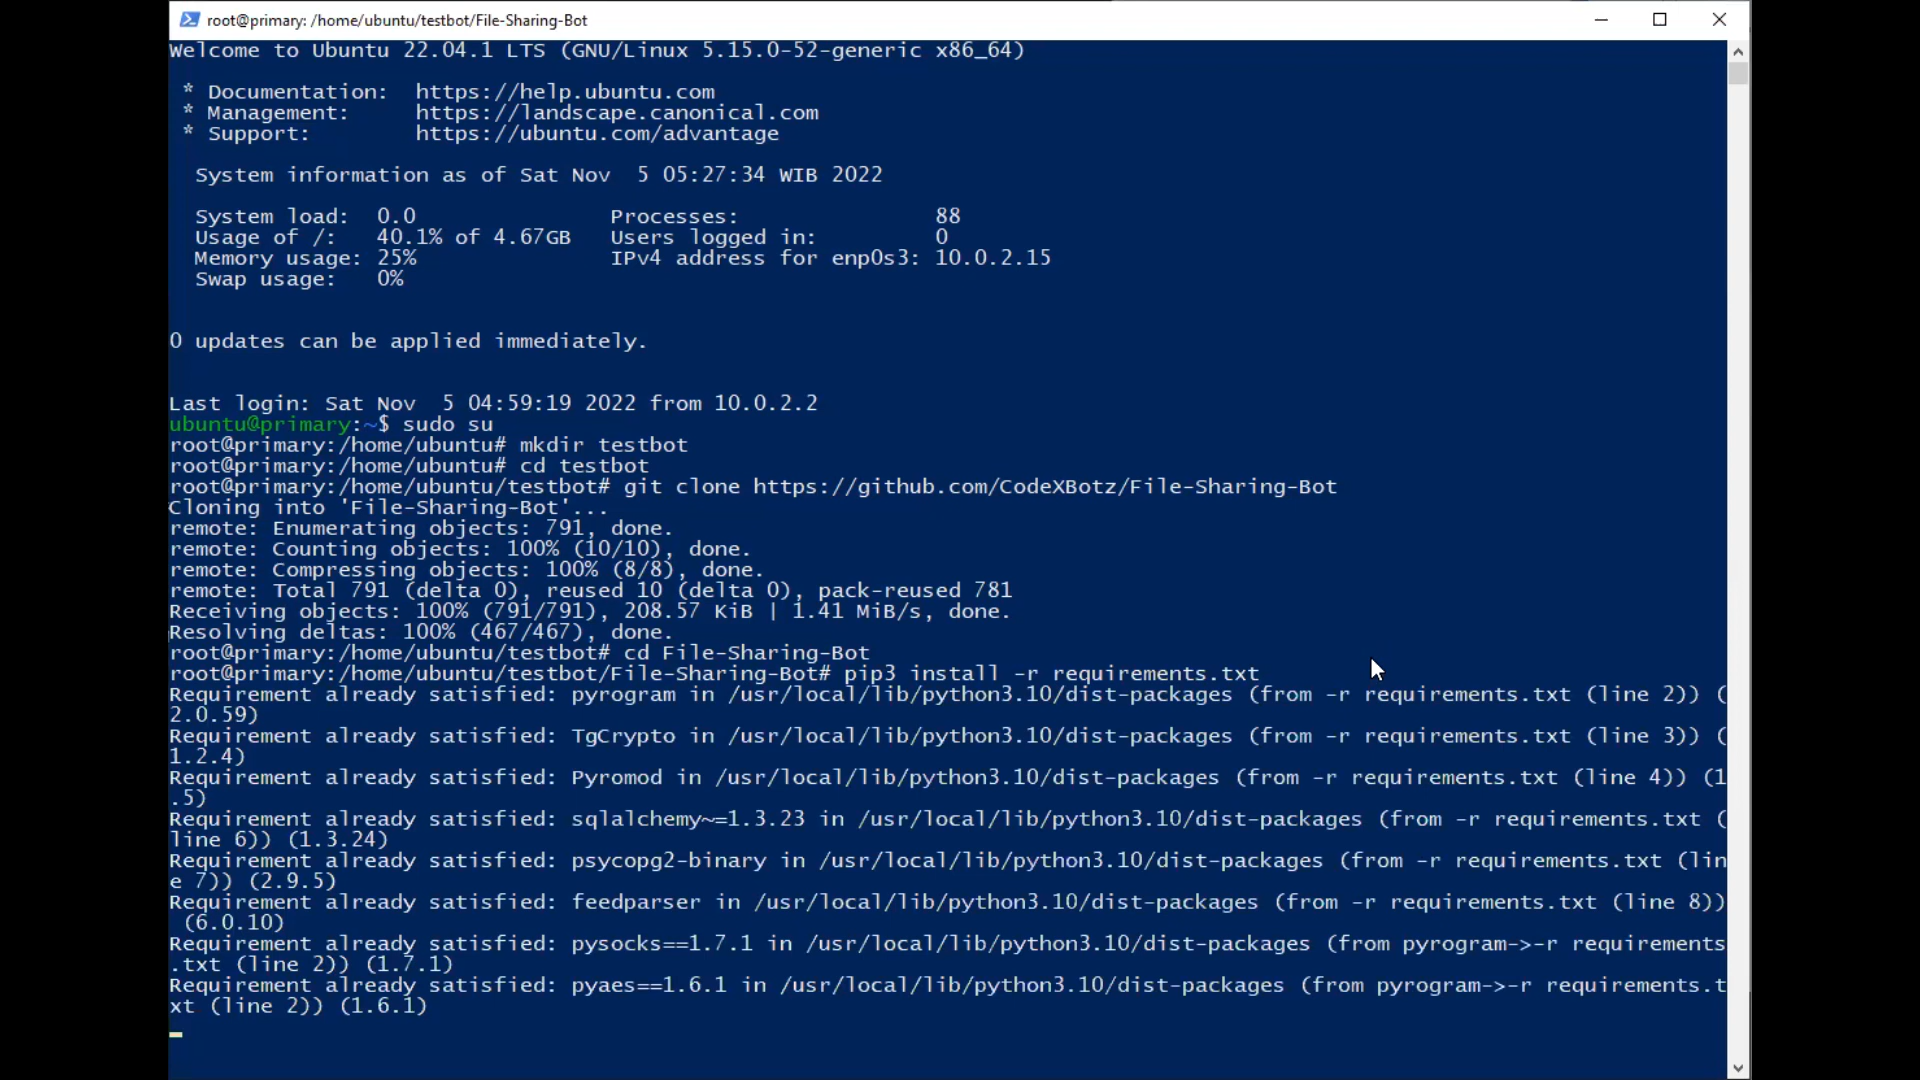 root@primary: /home/ubuntu/testbot/File-Sharing-Bot
Welcome to Ubuntu 22.04.1 LTS (GNU/Linux 5.15.0-52-generic x86_64)
* Documentation:  https://help.ubuntu.com
* Management:     https://landscape.canonical.com
* Support:        https://ubuntu.com/advantage
System information as of Sat Nov  5 05:27:34 WIB 2022
System load:  0.0               Processes:               88
Usage of /:   40.1% of 4.67GB   Users logged in:         0
Memory usage: 25%               IPv4 address for enp0s3: 10.0.2.15
Swap usage:   0%
0 updates can be applied immediately.
Last login: Sat Nov  5 04:59:19 2022 from 10.0.2.2
ubuntu@primary:~$ sudo su
root@primary:/home/ubuntu# mkdir testbot
root@primary:/home/ubuntu# cd testbot
root@primary:/home/ubuntu/testbot# git clone https://github.com/CodeXBotz/File-Sharing-Bot
Cloning into 'File-Sharing-Bot'...
remote: Enumerating objects: 791, done.
remote: Counting objects: 100% (10/10), done.
remote: Compressing objects: 100% (8/8), done.
remote: Total 791 (delta 0), reused 10 (delta 0), pack-reused 781
Receiving objects: 100% (791/791), 208.57 KiB | 1.41 MiB/s, done.
Resolving deltas: 100% (467/467), done.
root@primary:/home/ubuntu/testbot# cd File-Sharing-Bot
root@primary:/home/ubuntu/testbot/File-Sharing-Bot# pip3 install -r requirements.txt
Requirement already satisfied: pyrogram in /usr/local/lib/python3.10/dist-packages (from -r requirements.txt (line 2)) (
2.0.59)
Requirement already satisfied: TgCrypto in /usr/local/lib/python3.10/dist-packages (from -r requirements.txt (line 3)) (
1.2.4)
Requirement already satisfied: Pyromod in /usr/local/lib/python3.10/dist-packages (from -r requirements.txt (line 4)) (1
.5)
Requirement already satisfied: sqlalchemy~=1.3.23 in /usr/local/lib/python3.10/dist-packages (from -r requirements.txt (
line 6)) (1.3.24)
Requirement already satisfied: psycopg2-binary in /usr/local/lib/python3.10/dist-packages (from -r requirements.txt (lin
e 7)) (2.9.5)
Requirement already satisfied: feedparser in /usr/local/lib/python3.10/dist-packages (from -r requirements.txt (line 8))
(6.0.10)
Requirement already satisfied: pysocks==1.7.1 in /usr/local/lib/python3.10/dist-packages (from pyrogram->-r requirements
.txt (line 2)) (1.7.1)
Requirement already satisfied: pyaes==1.6.1 in /usr/local/lib/python3.10/dist-packages (from pyrogram->-r requirements.t
xt (line 2)) (1.6.1)